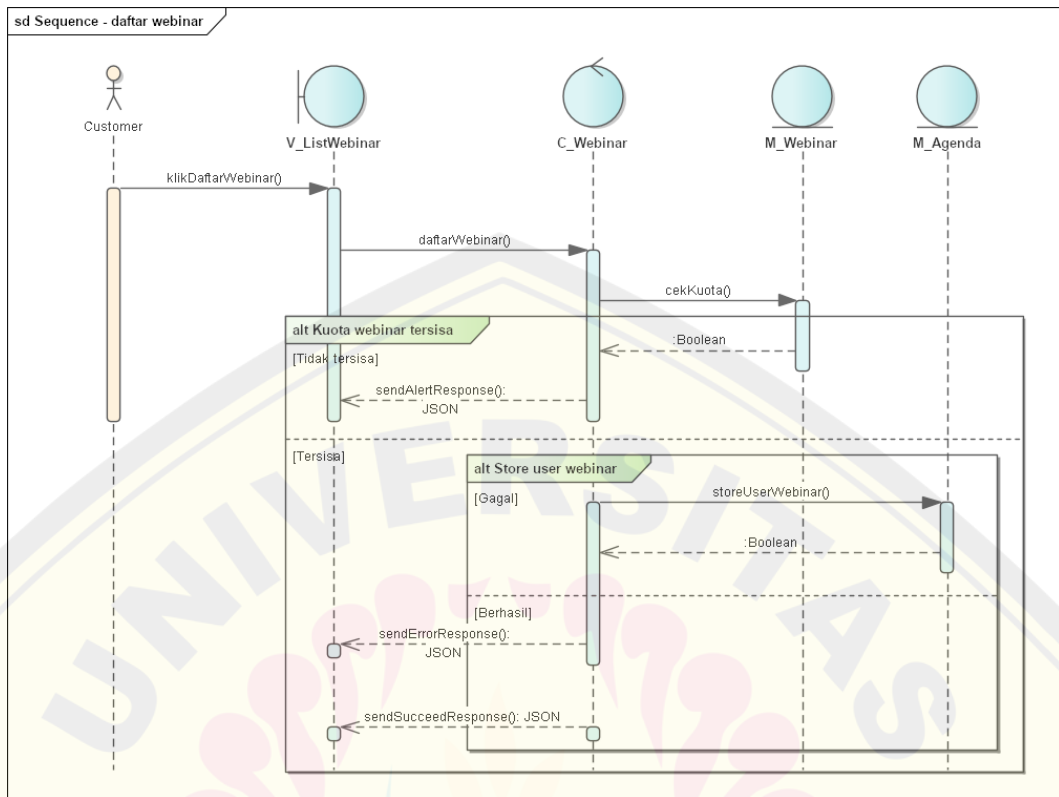 sd Sequence - daftar webinar
Customer
V_ListWebinar
C_Webinar
M_Webinar
M_Agenda
klikDaftarWebinar()
daftarWebinar()
cekKuota()
alt Kuota webinar tersisa
:Boolean
[Tidak tersisa]
sendAlertResponse():
JSON
[Tersisa]
alt Store user webinar
[Gagal]
storeUserWebinar()
:Boolean
[Berhasil]
sendErrorResponse():
JSON
sendSucceedResponse(): JSON
UNIVERSITAS